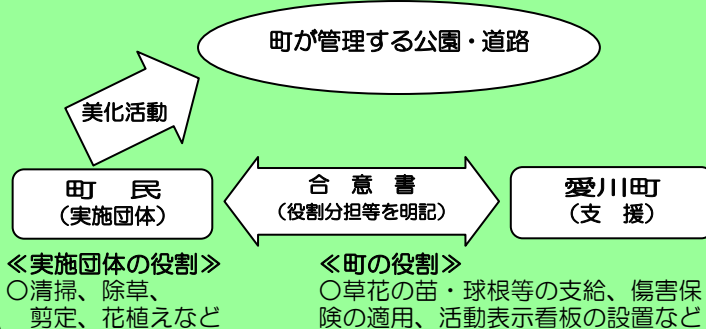 町が管理する公園・道路
美化活動
町　民
（実施団体）
合　意　書
（役割分担等を明記）
愛川町
（支　援）
≪実施団体の役割≫
○清掃、除草、
剪定、花植えなど
≪町の役割≫
○草花の苗・球根等の支給、傷害保
険の適用、活動表示看板の設置など